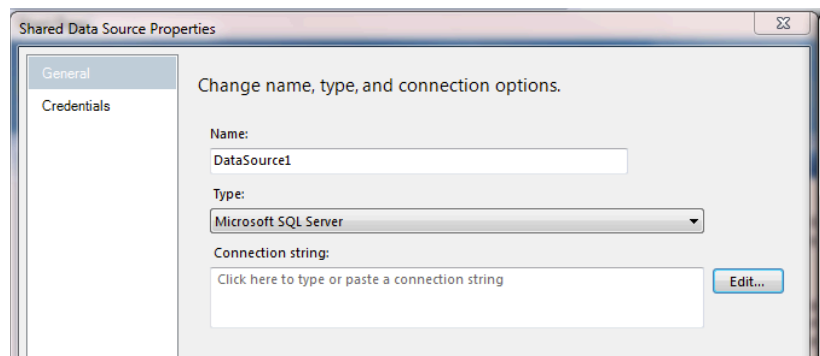 Shared Data Source Properties
General
Credentials
Change name, type, and connection options.
Name:
DataSource1
Type:
Microsoft SQL Server
Connection string:
Click here to type or paste a connection string
Edit...